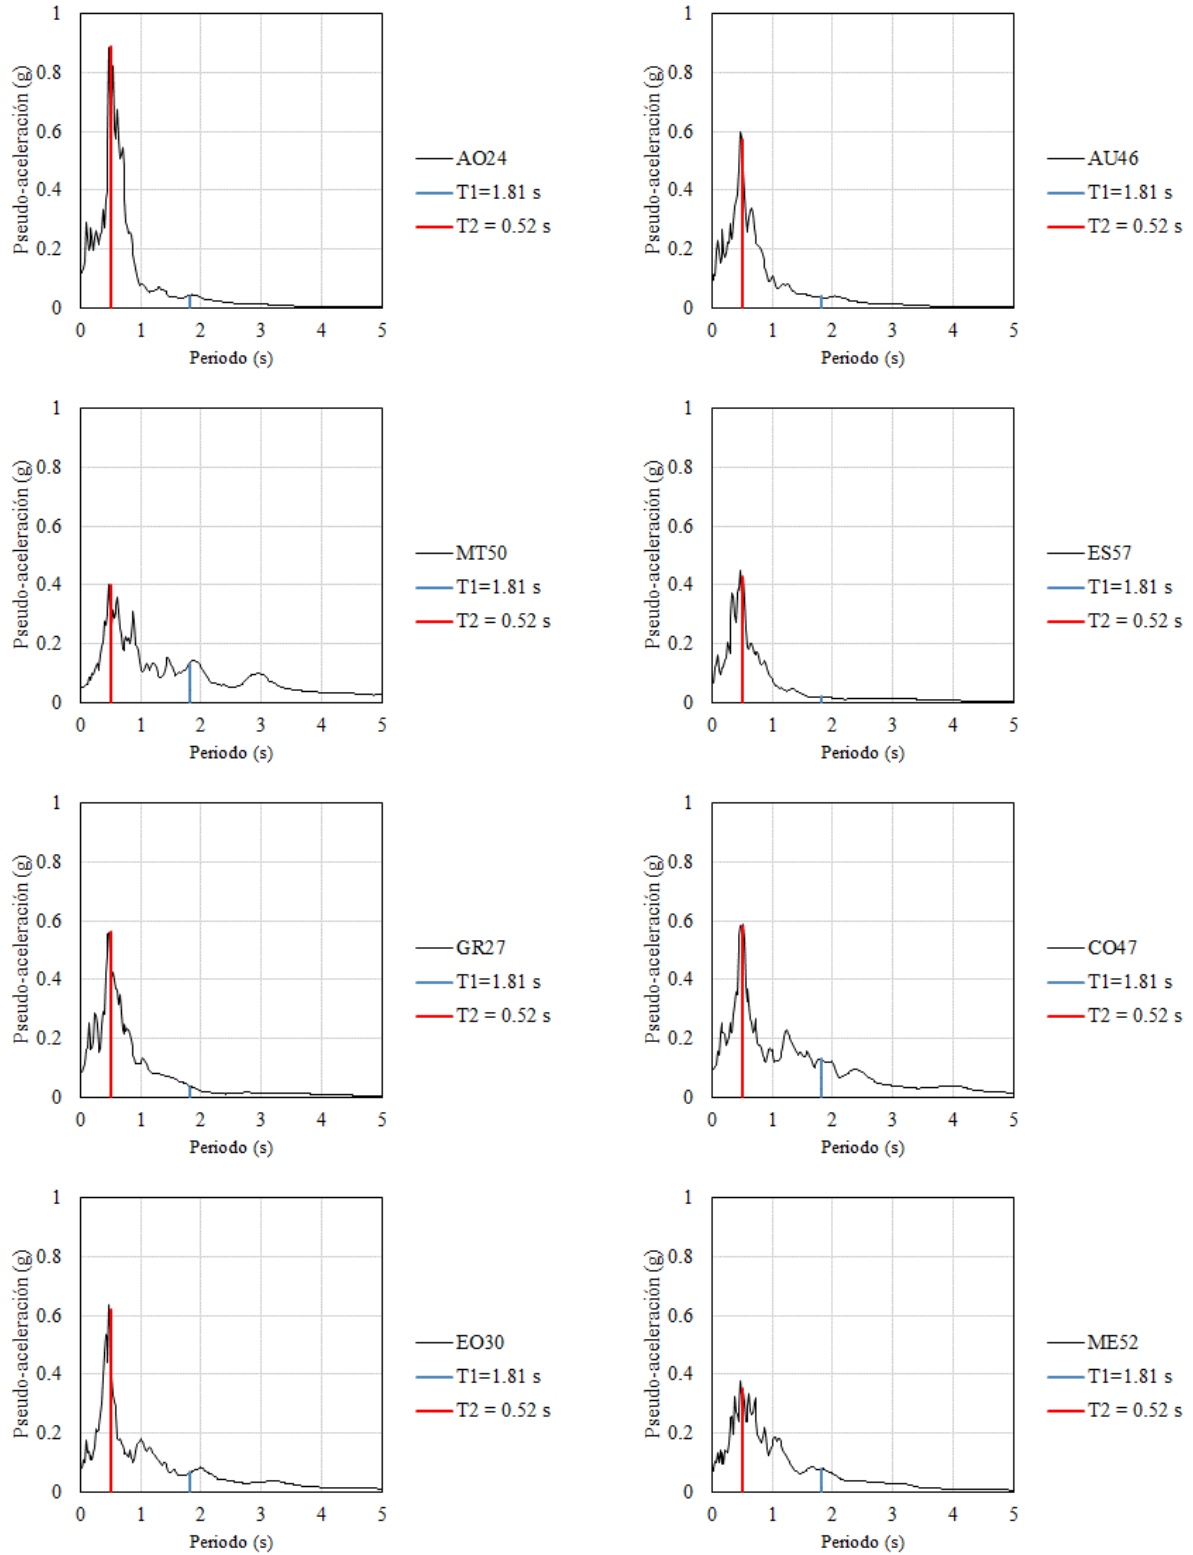 1
0.8
0.6
0.4
0.2
0
Pseudo-aceleración (g)
0 1 2 3 4 5
Periodo (s)
AO24
T1=1.81 s
T2 = 0.52 s
1
0.8
0.6
0.4
0.2
0
Pseudo-aceleración (g)
0 1 2 3 4 5
Periodo (s)
AU46
T1=1.81 s
T2 = 0.52 s
1
0.8
0.6
0.4
0.2
0
Pseudo-aceleración (g)
0 1 2 3 4 5
Periodo (s)
MT50
T1=1.81 s
T2 = 0.52 s
1
0.8
0.6
0.4
0.2
0
Pseudo-aceleración (g)
0 1 2 3 4 5
Periodo (s)
ES57
T1=1.81 s
T2 = 0.52 s
1
0.8
0.6
0.4
0.2
0
Pseudo-aceleración (g)
0 1 2 3 4 5
Periodo (s)
GR27
T1=1.81 s
T2 = 0.52 s
1
0.8
0.6
0.4
0.2
0
Pseudo-aceleración (g)
0 1 2 3 4 5
Periodo (s)
CO47
T1=1.81 s
T2 = 0.52 s
1
0.8
0.6
0.4
0.2
0
Pseudo-aceleración (g)
0 1 2 3 4 5
Periodo (s)
EO30
T1=1.81 s
T2 = 0.52 s
1
0.8
0.6
0.4
0.2
0
Pseudo-aceleración (g)
0 1 2 3 4 5
Periodo (s)
ME52
T1=1.81 s
T2 = 0.52 s